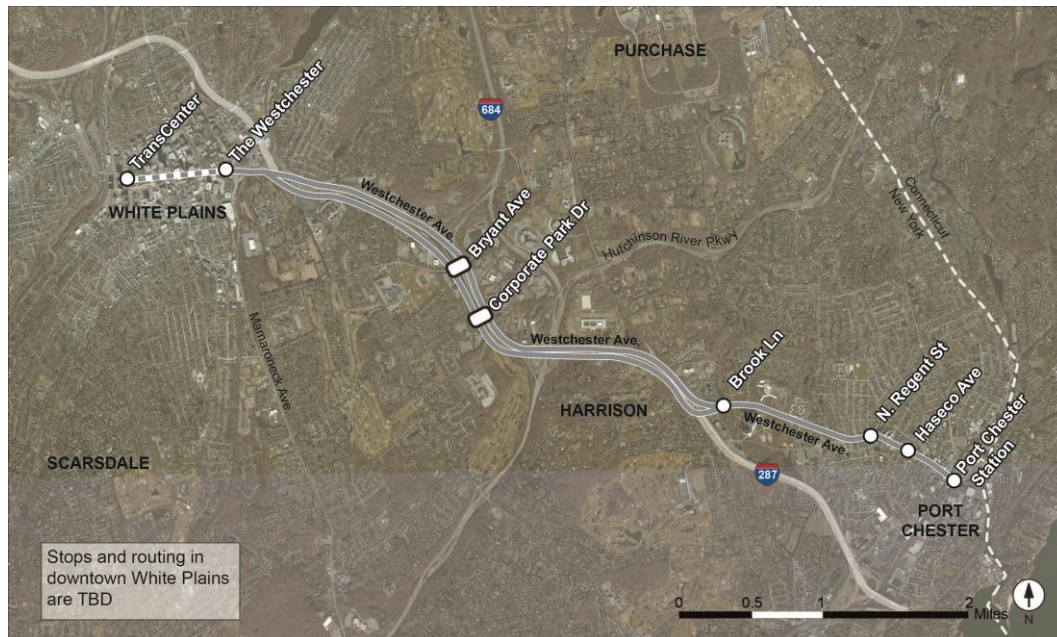 PURCHASE
684
TransCenter
The Westchester
WHITE PLAINS
Westchester Ave.
Bryant Ave
Corporate Park Dr
Hutchinson River Pkwy
Connecticut
New York
Mamaroneck Ave
Westchester Ave.
Brook Ln
N. Regent St
Haseco Ave
Port Chester
Station
HARRISON
Westchester Ave.
SCARSDALE
287
PORT
CHESTER
Stops and routing in
downtown White Plains
are TBD
0 0.5 1 2
Miles
N